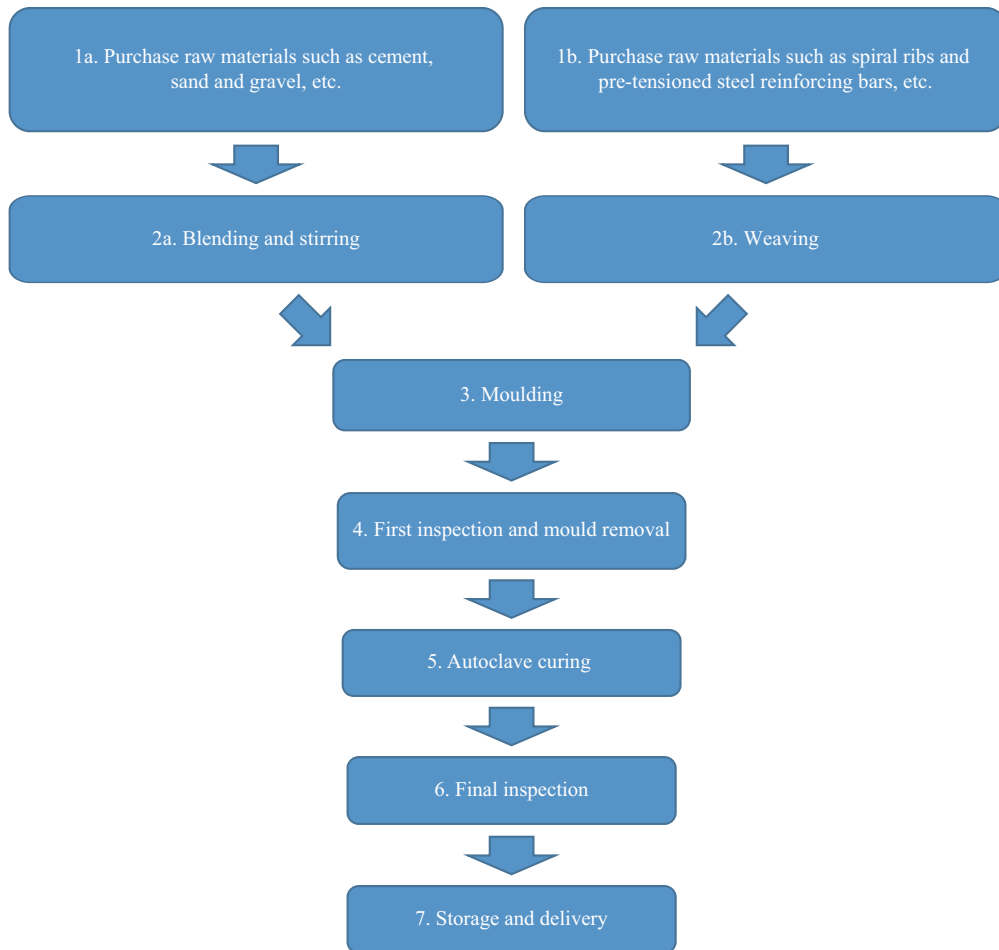 1a. Purchase raw materials such as cement,
sand and gravel, etc.
1b. Purchase raw materials such as spiral ribs and
pre-tensioned steel reinforcing bars, etc.
2a. Blending and stirring
2b. Weaving
3. Moulding
4. First inspection and mould removal
5. Autoclave curing
6. Final inspection
7. Storage and delivery